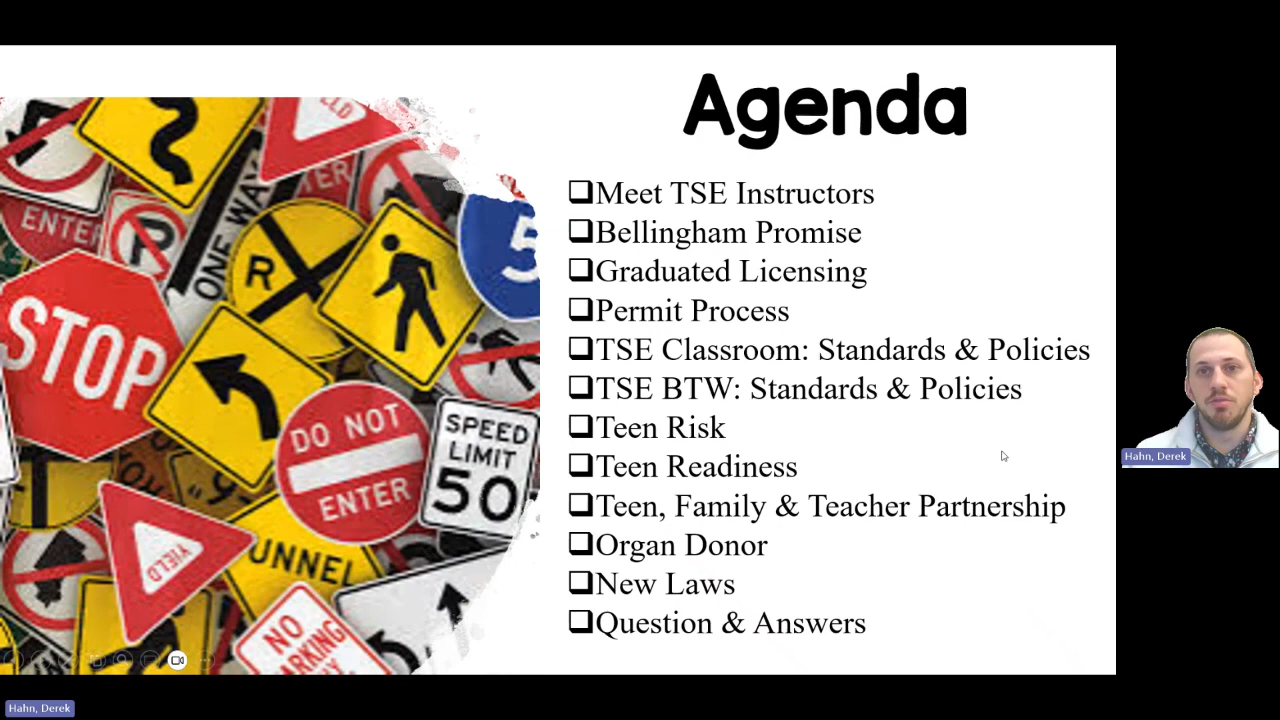 Agenda
❑Meet TSE Instructors
❑Bellingham Promise
❑Graduated Licensing
❑Permit Process
❑TSE Classroom: Standards & Policies
❑TSE BTW: Standards & Policies
❑Teen Risk
❑Teen Readiness
❑Teen, Family & Teacher Partnership
❑Organ Donor
❑New Laws
❑Question & Answers
ENTER
ONE WAY
R
5
STOP
DO NOT
ENTER
SPEED
LIMIT
50
YIELD
UNNEL
NO
ARKING
Hahn, Derek
Hahn, Derek